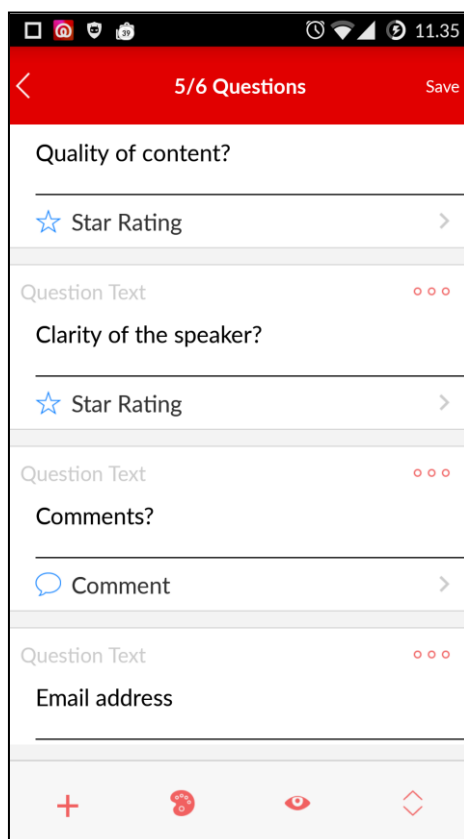 39
11.35
5/6 Questions
Save
Quality of content?
Star Rating
Question Text
Clarity of the speaker?
Star Rating
Question Text
Comments?
Comment
Question Text
Email address